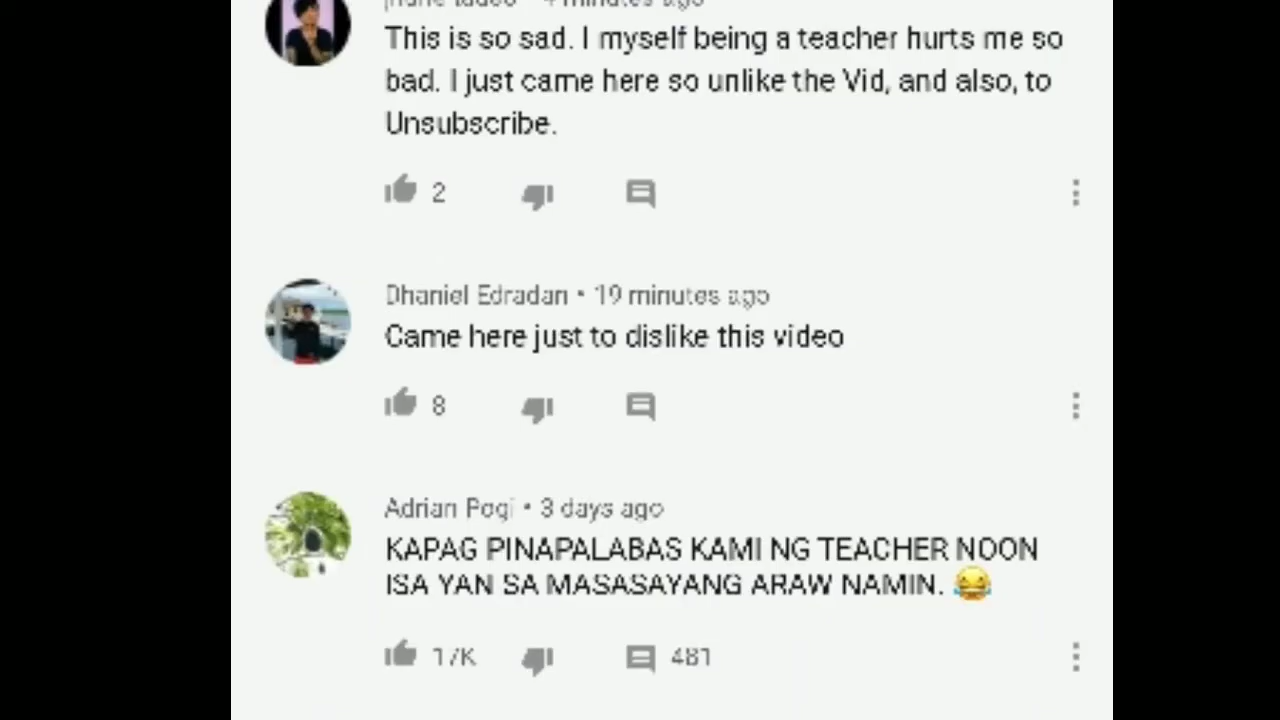 minutes ago
This is so sad. I myself being a teacher hurts me so
bad. I just came here so unlike the Vid, and also, to
Unsubscribe.
2
Dhaniel Edradan • 19 minutes ago
Came here just to dislike this video
8
Adrian Pogi • 3 days ago
KAPAG PINAPALABAS KAMI NG TEACHER NOON
ISA YAN SA MASASAYANG ARAW NAMIN. 😂
17K 481